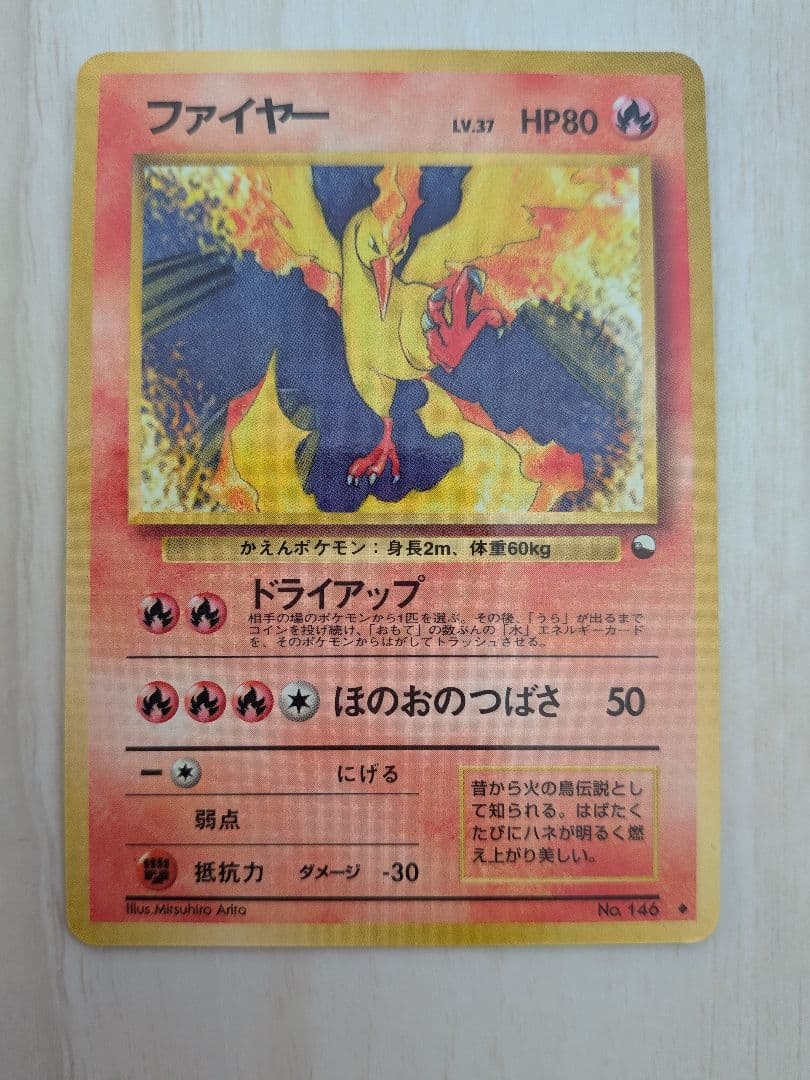 ファイヤー LV.37 HP80
かえんポケモン：身長2m、体重60kg
ドライアップ
相手の場のポケモンから1匹を選ぶ。その後、「うら」が出るまで
コインを投げ続け、「おもて」の数ぶんの「水」エネルギーカード
を、そのポケモンからはがしてトラッシュさせる。
ほのおのつばさ 50
にげる
弱点
抵抗力 ダメージ -30
昔から火の鳥伝説とし
て知られる。はばたく
たびにハネが明るく燃
え上がり美しい。
Illus.Mitsuhiro Arita No. 146